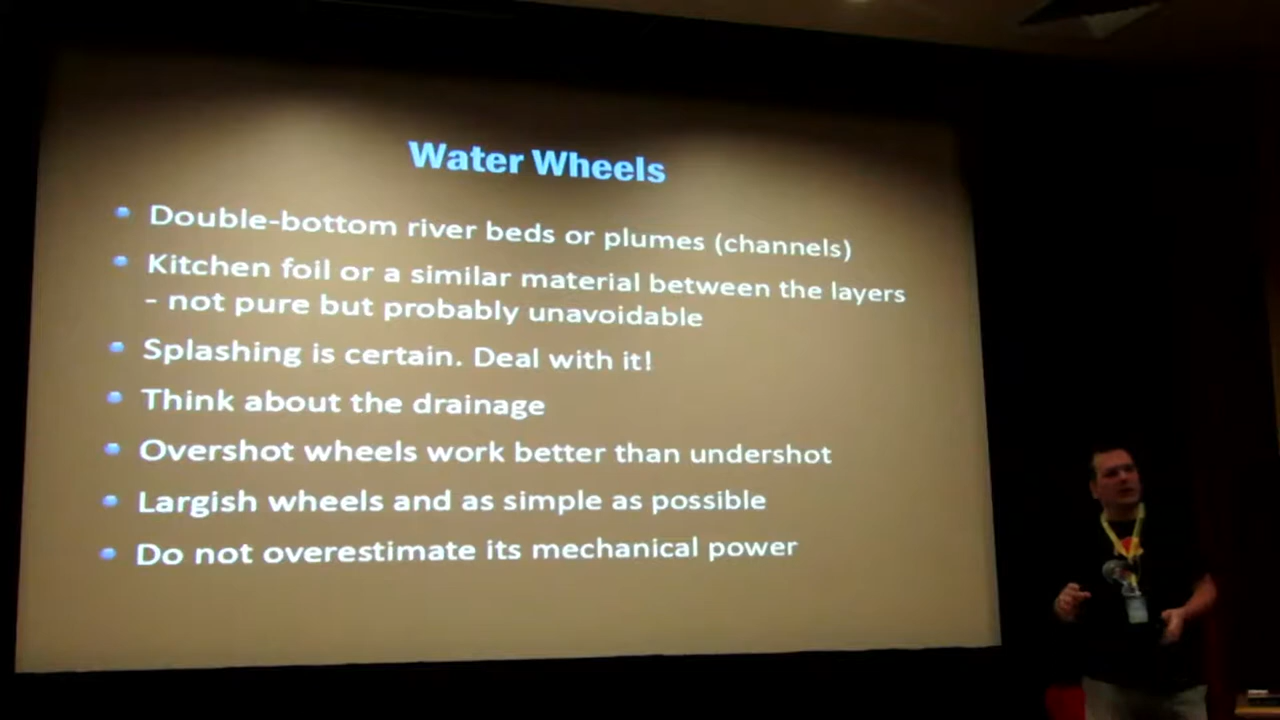 Water Wheels
Double-bottom river beds or plumes (channels)
Kitchen foil or a similar material between the layers
- not pure but probably unavoidable
Splashing is certain. Deal with it!
Think about the drainage
Overshot wheels work better than undershot
Largish wheels and as simple as possible
Do not overestimate its mechanical power